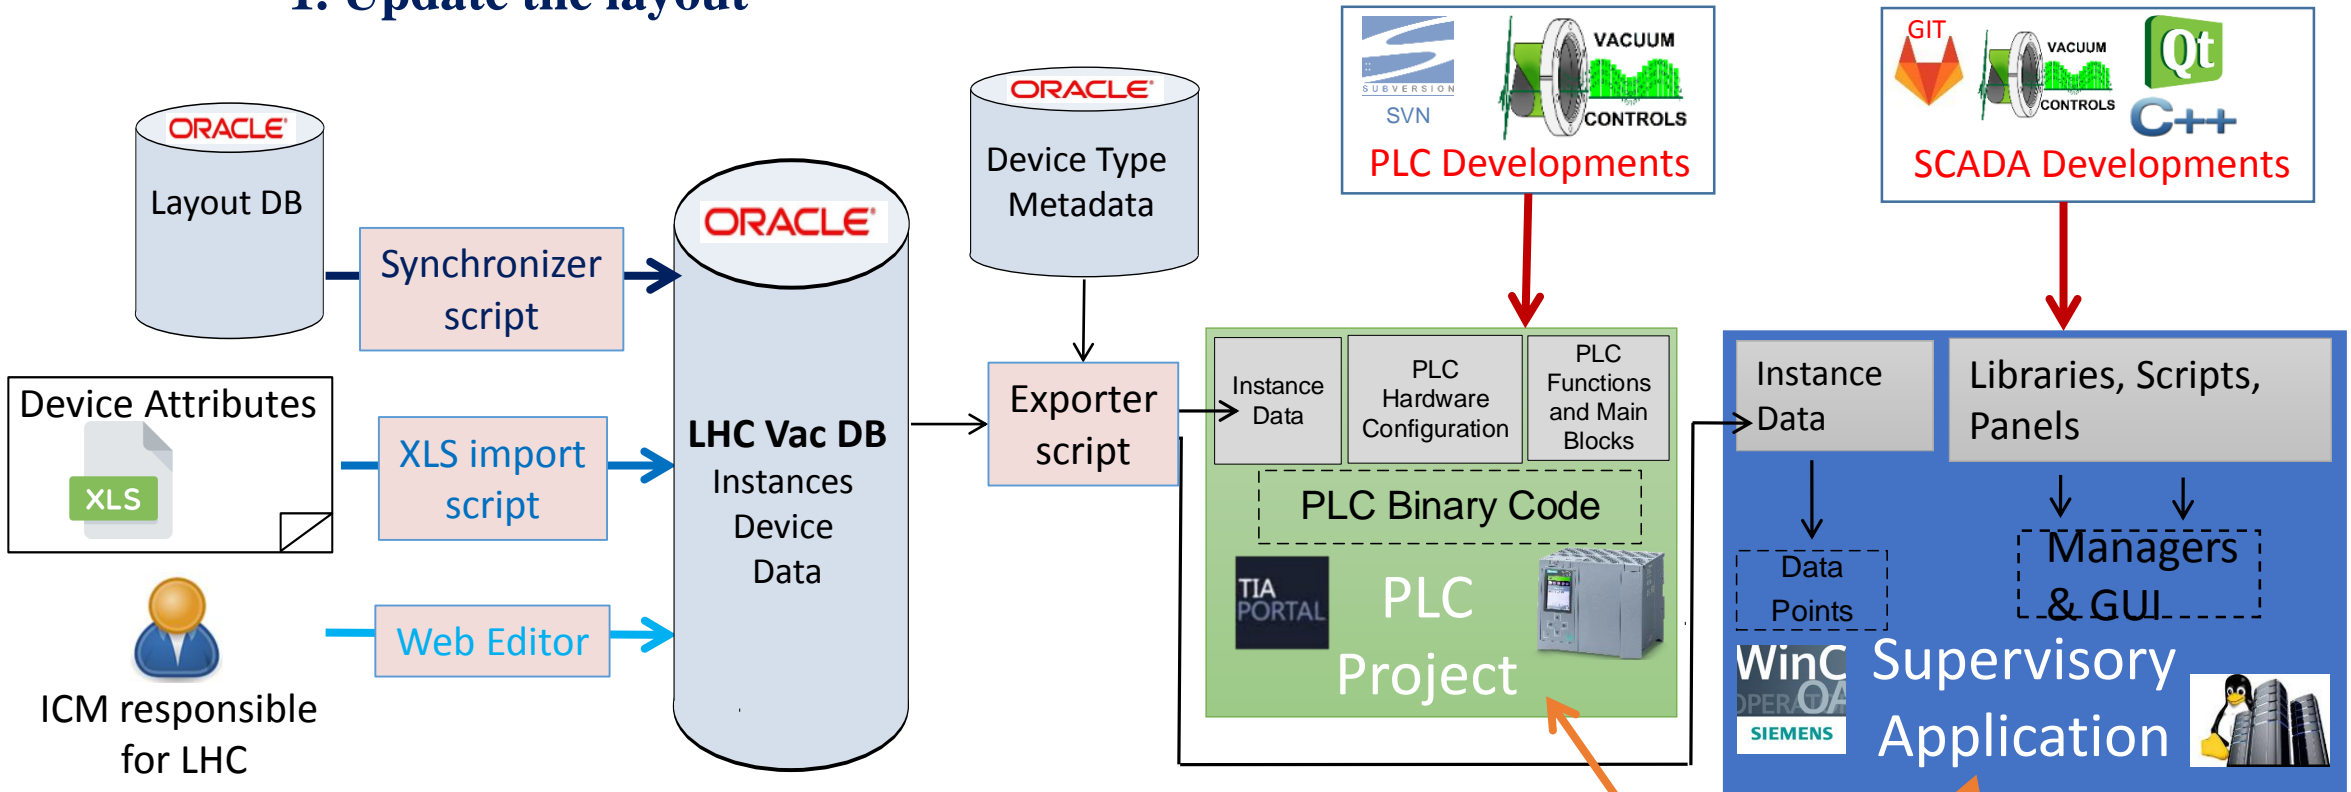 1. Update the layout
ORACLE
Layout DB
Synchronizer
script
Device Attributes
XLS
XLS import
script
ICM responsible
for LHC
Web Editor
ORACLE
LHC Vac DB
Instances
Device
Data
ORACLE
Device Type
Metadata
Exporter
script
SUBVERSION
SVN
VACUUM
CONTROLS
PLC Developments
GIT
VACUUM
CONTROLS
Qt
C++
SCADA Developments
Instance
Data
PLC
Hardware
Configuration
PLC
Functions
and Main
Blocks
PLC Binary Code
TIA
PORTAL
PLC
Project
Instance
Data
Libraries, Scripts,
Panels
Data
Points
Managers
& GUI
WinC
OPERAT
OA
SIEMENS
Supervisory
Application